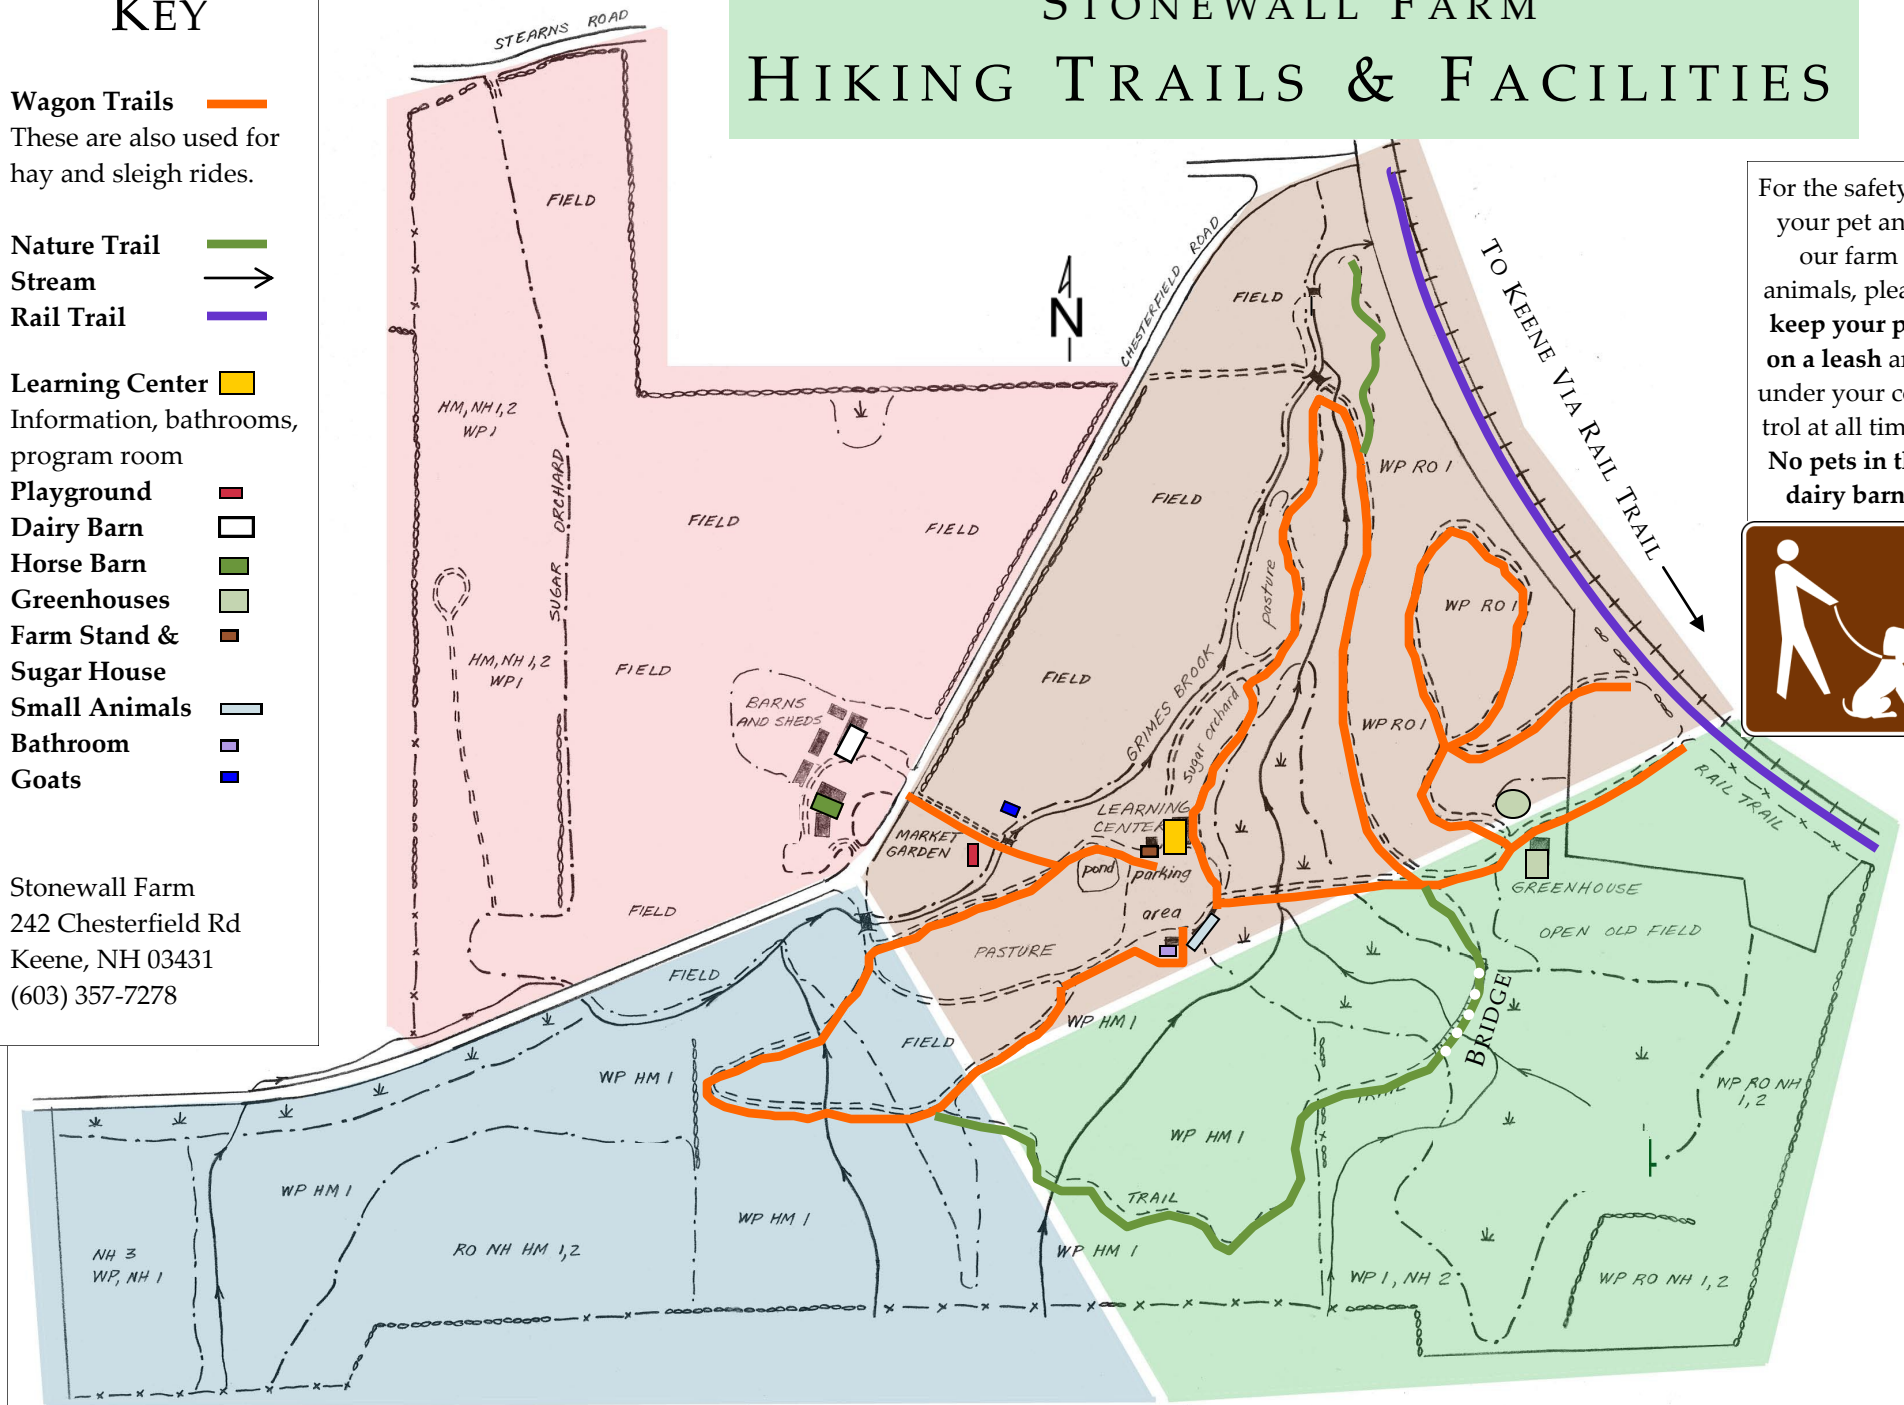 KEY
Wagon Trails
These are also used for
hay and sleigh rides.
Nature Trail
Stream
Rail Trail
Learning Center
Information, bathrooms,
program room
Playground
Dairy Barn
Horse Barn
Greenhouses
Farm Stand &
Sugar House
Small Animals
Bathroom
Goats
Stonewall Farm
242 Chesterfield Rd
Keene, NH 03431
(603) 357-7278
STONEWALL FARM
HIKING TRAILS & FACILITIES
For the safety
your pet an
our farm
animals, plea
keep your p
on a leash a
under your co
trol at all tim
No pets in t
dairy barn
STEARNS ROAD
FIELD
N
CHESTERFIELD ROAD
FIELD
TO KEENE VIA RAIL TRAIL
HM, NH 1,2
WP 1
SUGAR ORCHARD
FIELD
FIELD
FIELD
WP RO 1
pasture
WP RO 1
HM, NH 1,2
WP 1
FIELD
FIELD
GRIMES BROOK
Sugar orchard
BARNS
AND SHEDS
WP RO 1
LEARNING
CENTER
MARKET
GARDEN
pond
parking
area
RAIL TRAIL
GREENHOUSE
FIELD
OPEN OLD FIELD
PASTURE
FIELD
BRIDGE
WP HM 1
FIELD
WP HM 1
TRAIL
WP RO NH
1,2
WP HM 1
WP HM 1
TRAIL
WP HM 1
NH 3
WP, NH 1
RO NH HM 1,2
WP HM 1
WP 1, NH 2
WP RO NH 1,2